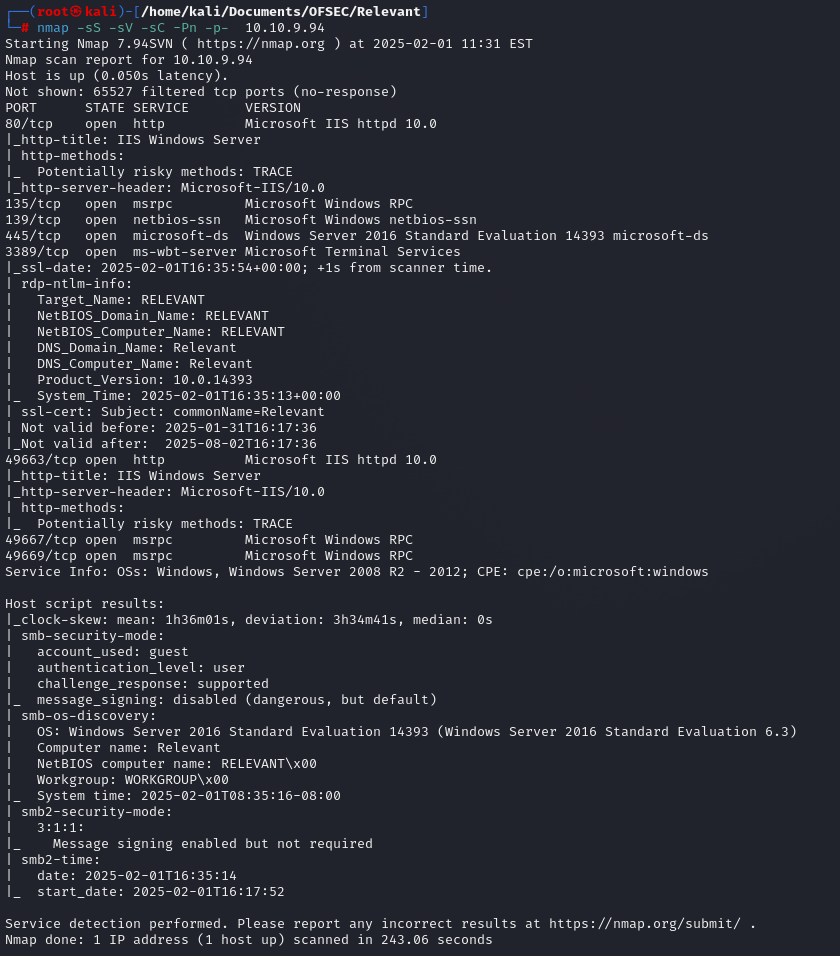 ┌──(root㉿kali)-[/home/kali/Documents/OFSEC/Relevant]
└─# nmap -sS -sV -sC -Pn -p-  10.10.9.94
Starting Nmap 7.94SVN ( https://nmap.org ) at 2025-02-01 11:31 EST
Nmap scan report for 10.10.9.94
Host is up (0.050s latency).
Not shown: 65527 filtered tcp ports (no-response)
PORT      STATE SERVICE       VERSION
80/tcp    open  http          Microsoft IIS httpd 10.0
|_http-title: IIS Windows Server
| http-methods:
|_  Potentially risky methods: TRACE
|_http-server-header: Microsoft-IIS/10.0
135/tcp   open  msrpc         Microsoft Windows RPC
139/tcp   open  netbios-ssn   Microsoft Windows netbios-ssn
445/tcp   open  microsoft-ds  Windows Server 2016 Standard Evaluation 14393 microsoft-ds
3389/tcp  open  ms-wbt-server Microsoft Terminal Services
|_ssl-date: 2025-02-01T16:35:54+00:00; +1s from scanner time.
| rdp-ntlm-info:
|   Target_Name: RELEVANT
|   NetBIOS_Domain_Name: RELEVANT
|   NetBIOS_Computer_Name: RELEVANT
|   DNS_Domain_Name: Relevant
|   DNS_Computer_Name: Relevant
|   Product_Version: 10.0.14393
|_  System_Time: 2025-02-01T16:35:13+00:00
| ssl-cert: Subject: commonName=Relevant
| Not valid before: 2025-01-31T16:17:36
|_Not valid after:  2025-08-02T16:17:36
49663/tcp open  http          Microsoft IIS httpd 10.0
|_http-title: IIS Windows Server
|_http-server-header: Microsoft-IIS/10.0
| http-methods:
|_  Potentially risky methods: TRACE
49667/tcp open  msrpc         Microsoft Windows RPC
49669/tcp open  msrpc         Microsoft Windows RPC
Service Info: OSs: Windows, Windows Server 2008 R2 - 2012; CPE: cpe:/o:microsoft:windows

Host script results:
|_clock-skew: mean: 1h36m01s, deviation: 3h34m41s, median: 0s
| smb-security-mode:
|   account_used: guest
|   authentication_level: user
|   challenge_response: supported
|_  message_signing: disabled (dangerous, but default)
| smb-os-discovery:
|   OS: Windows Server 2016 Standard Evaluation 14393 (Windows Server 2016 Standard Evaluation 6.3)
|   Computer name: Relevant
|   NetBIOS computer name: RELEVANT\x00
|   Workgroup: WORKGROUP\x00
|_  System time: 2025-02-01T08:35:16-08:00
| smb2-security-mode:
|   3:1:1:
|_    Message signing enabled but not required
| smb2-time:
|   date: 2025-02-01T16:35:14
|_  start_date: 2025-02-01T16:17:52

Service detection performed. Please report any incorrect results at https://nmap.org/submit/ .
Nmap done: 1 IP address (1 host up) scanned in 243.06 seconds